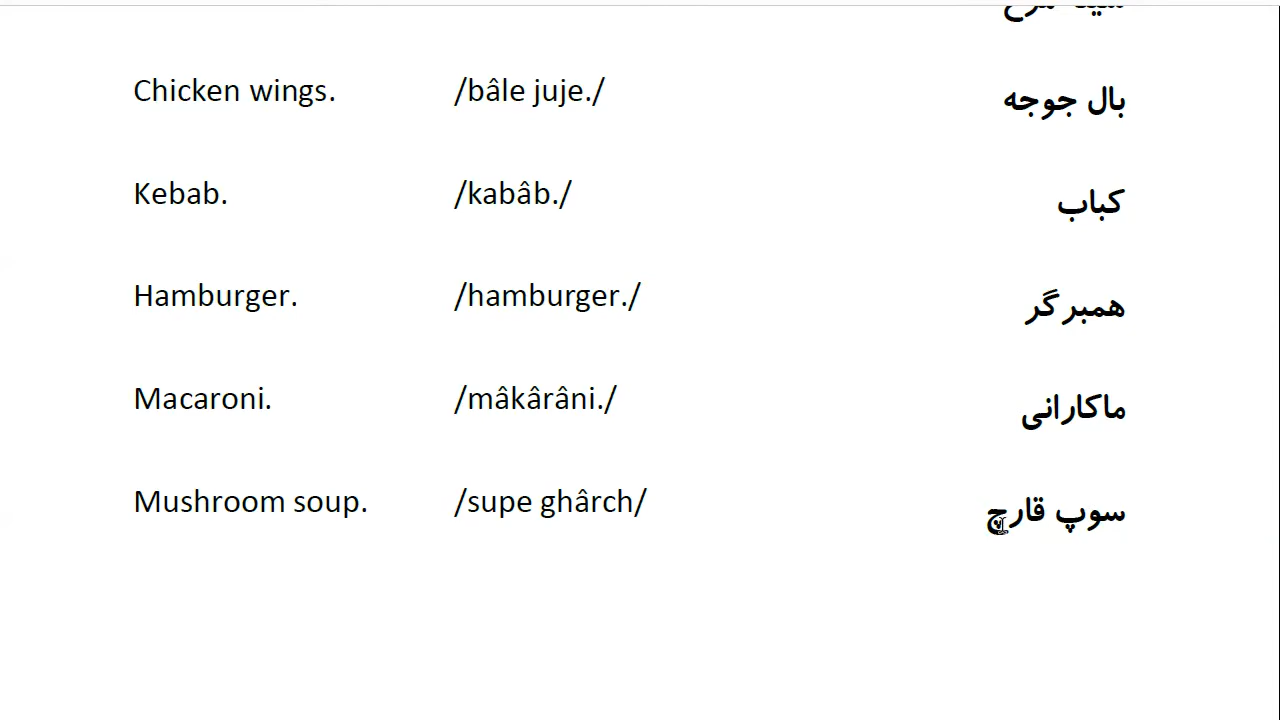 Chicken wings. /bâle juje./ بال جوجه
Kebab. /kabâb./ کباب
Hamburger. /hamburger./ همبرگر
Macaroni. /mâkârâni./ ماکارانی
Mushroom soup. /supe ghârch/ سوپ قارچ